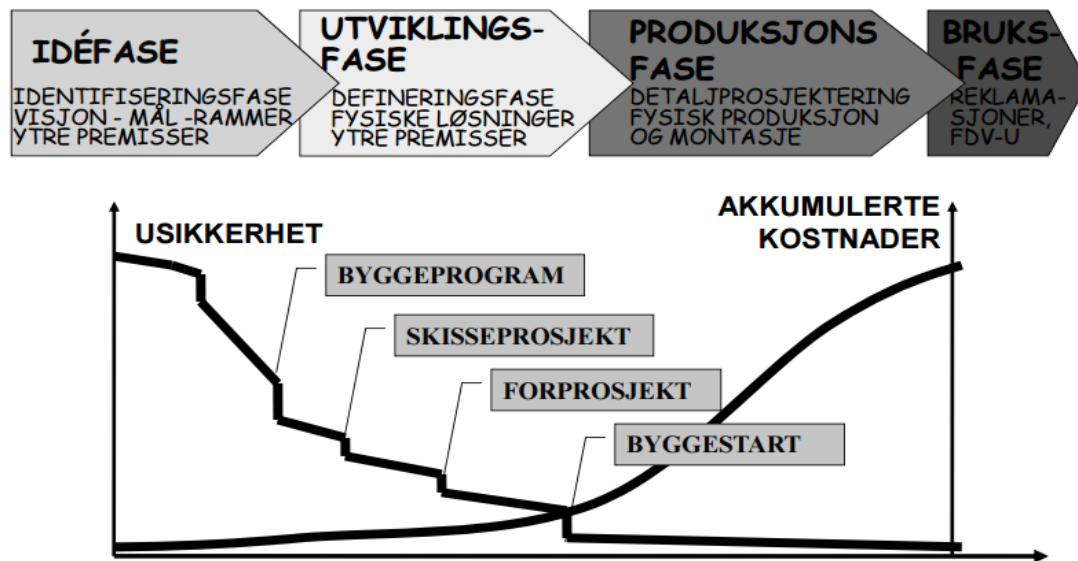 IDÉFASE
IDENTIFISERINGSFASE
VISJON - MÅL -RAMMER
YTRE PREMISSER
UTVIKLINGS-
FASE
DEFINERINGSFASE
FYSISKE LØSNINGER
YTRE PREMISSER
PRODUKSJONS
FASE
DETALJPROSJEKTERING
FYSISK PRODUKSJON
OG MONTASJE
BRUKS-
FASE
REKLAMA-
SJONER,
FDV-U
USIKKERHET
AKKUMULERTE
KOSTNADER
BYGGEPROGRAM
SKISSEPROSJEKT
FORPROSJEKT
BYGGESTART